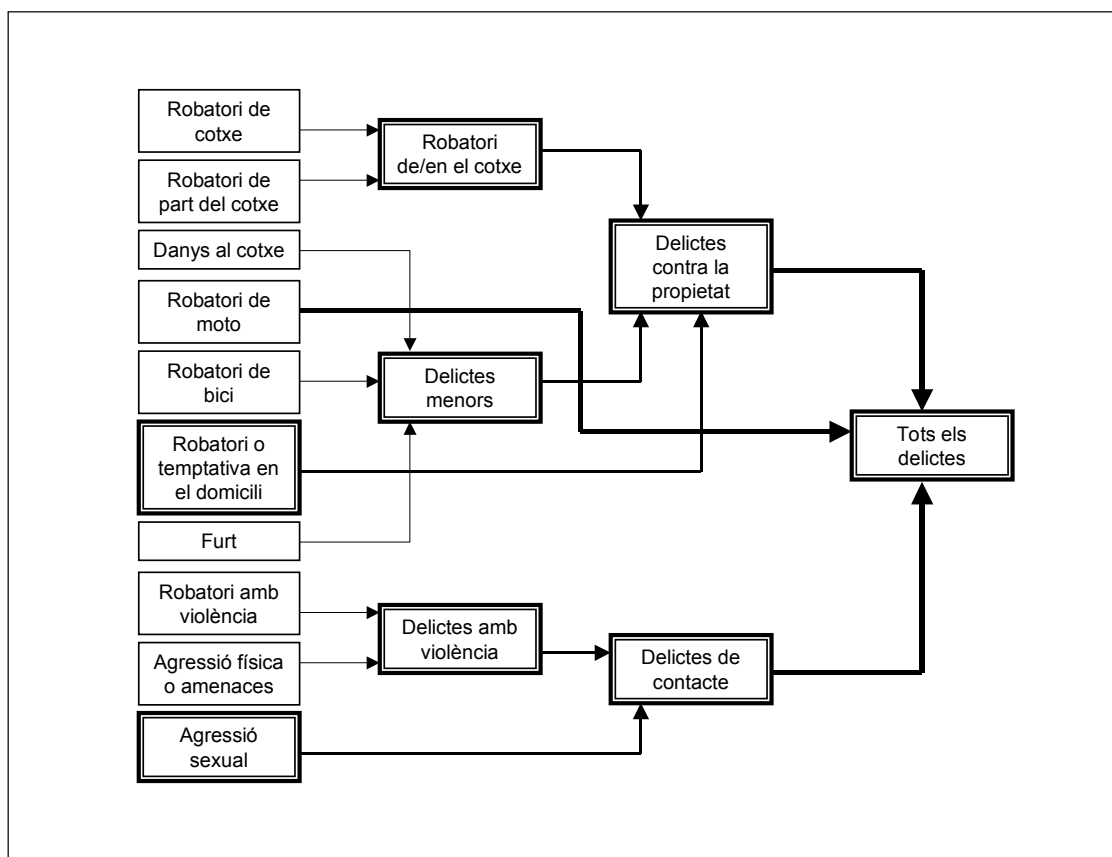 Robatori de
cotxe
Robatori de
part del cotxe
Danys al cotxe
Robatori de
moto
Robatori de
bici
Robatori o
temptativa en
el domicili
Furt
Robatori amb
violència
Agressió física
o amenaces
Agressió
sexual
Robatori
de/en el cotxe
Delictes
menors
Delictes amb
violència
Delictes
contra la
propietat
Delictes de
contacte
Tots els
delictes